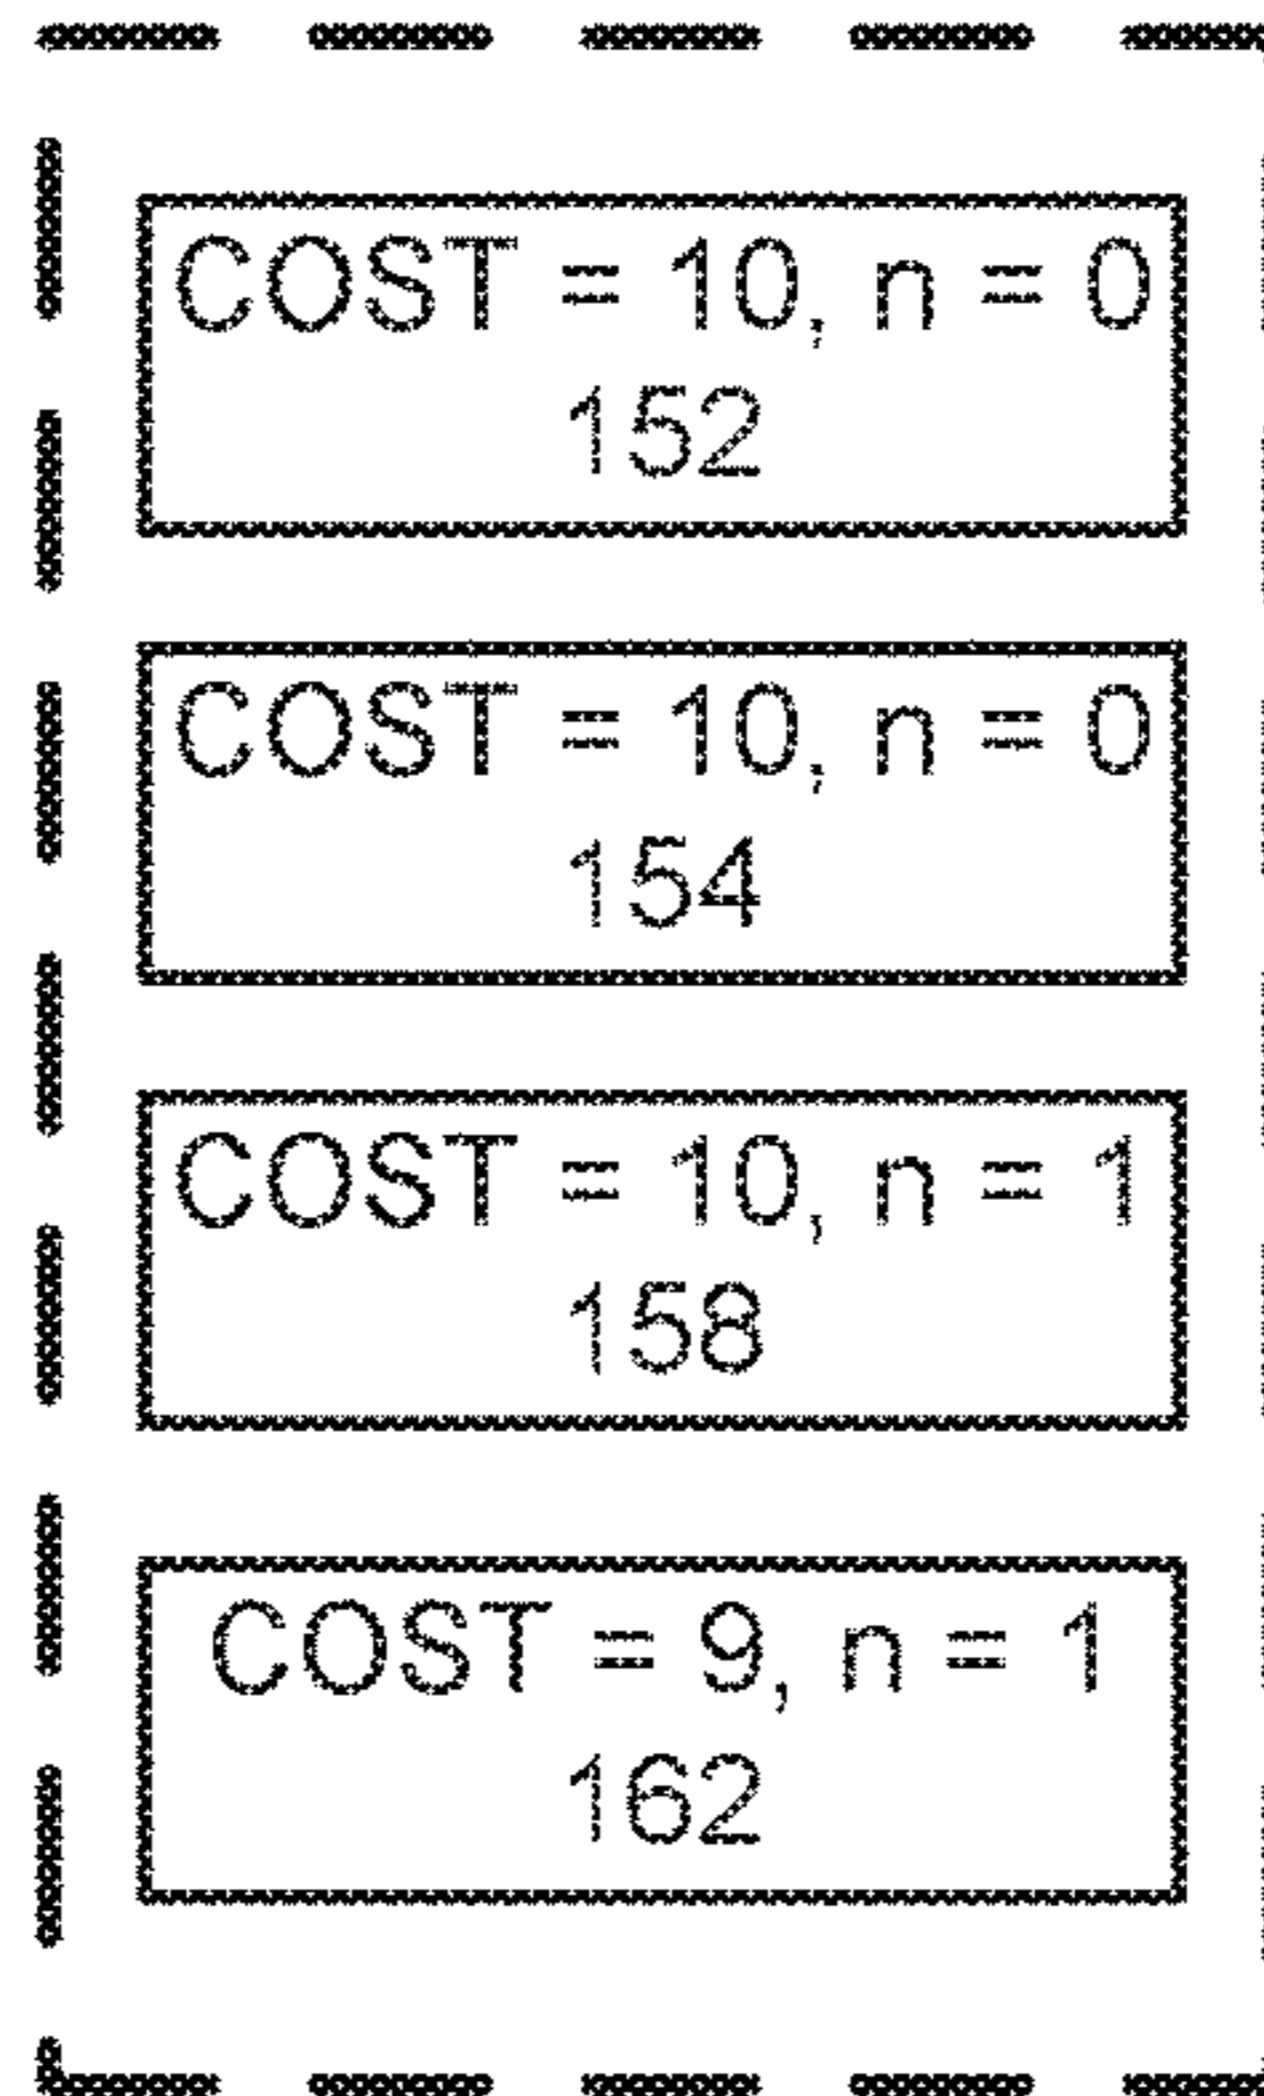 COST = 10, n = 0
152
COST = 10, n = 0
154
COST = 10, n = 1
158
COST = 9, n = 1
162